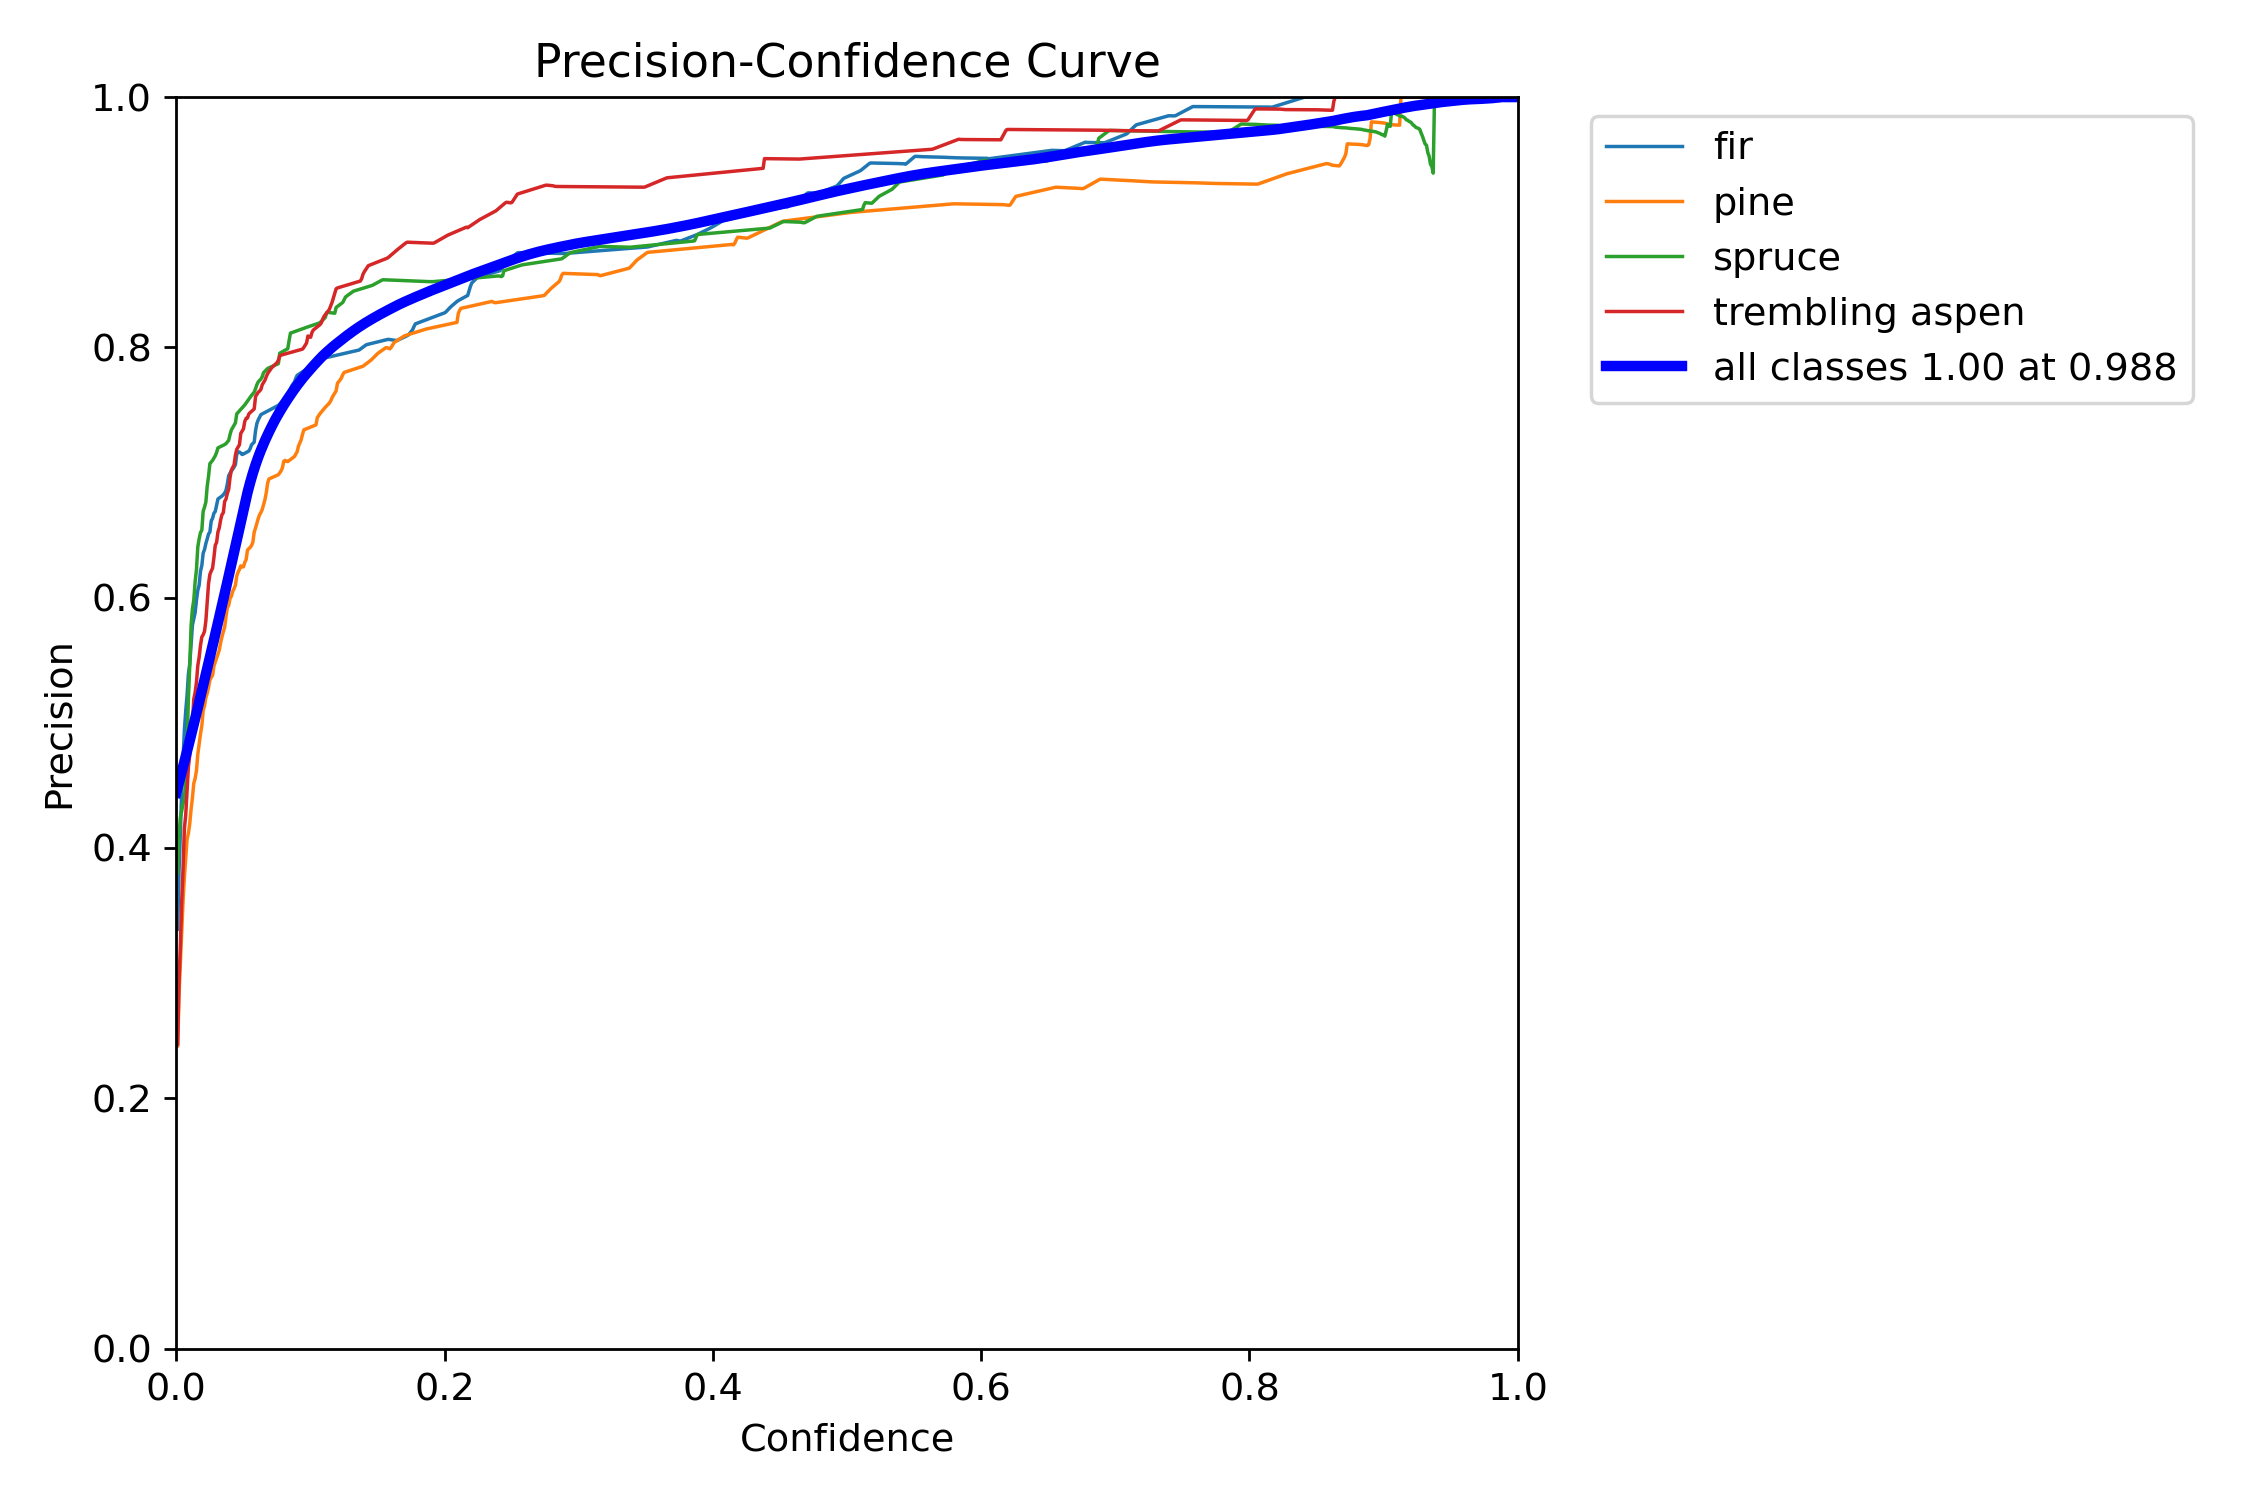 Precision-Confidence Curve
1.0
0.8
0.6
0.4
0.2
0.0
Precision
0.0 0.2 0.4 0.6 0.8 1.0
Confidence
fir
pine
spruce
trembling aspen
all classes 1.00 at 0.988